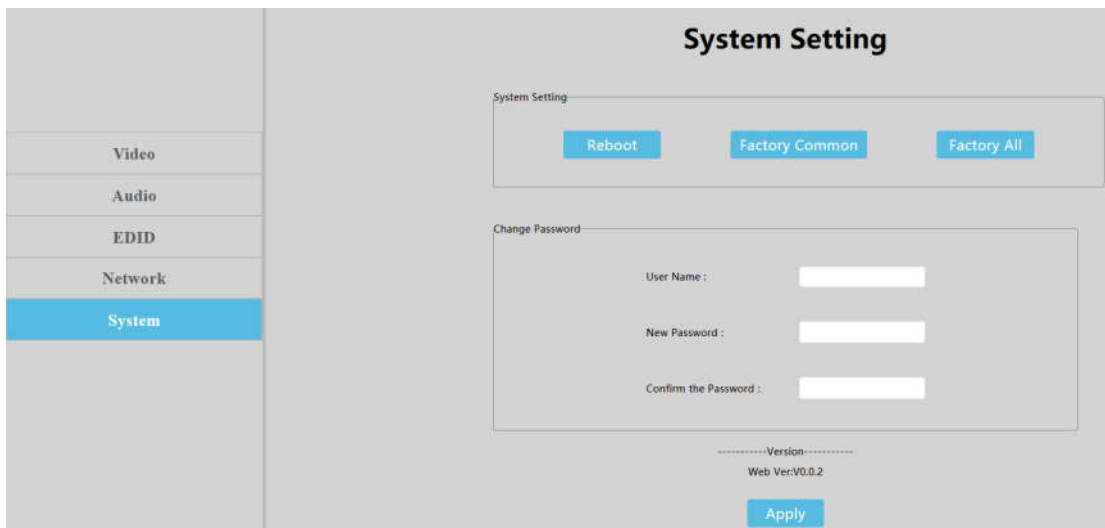 System Setting
System Setting
Reboot
Factory Common
Factory All
Video
Audio
EDID
Network
System
Change Password
User Name :
New Password :
Confirm the Password :
-----------Version-----------
Web Ver:V0.0.2
Apply